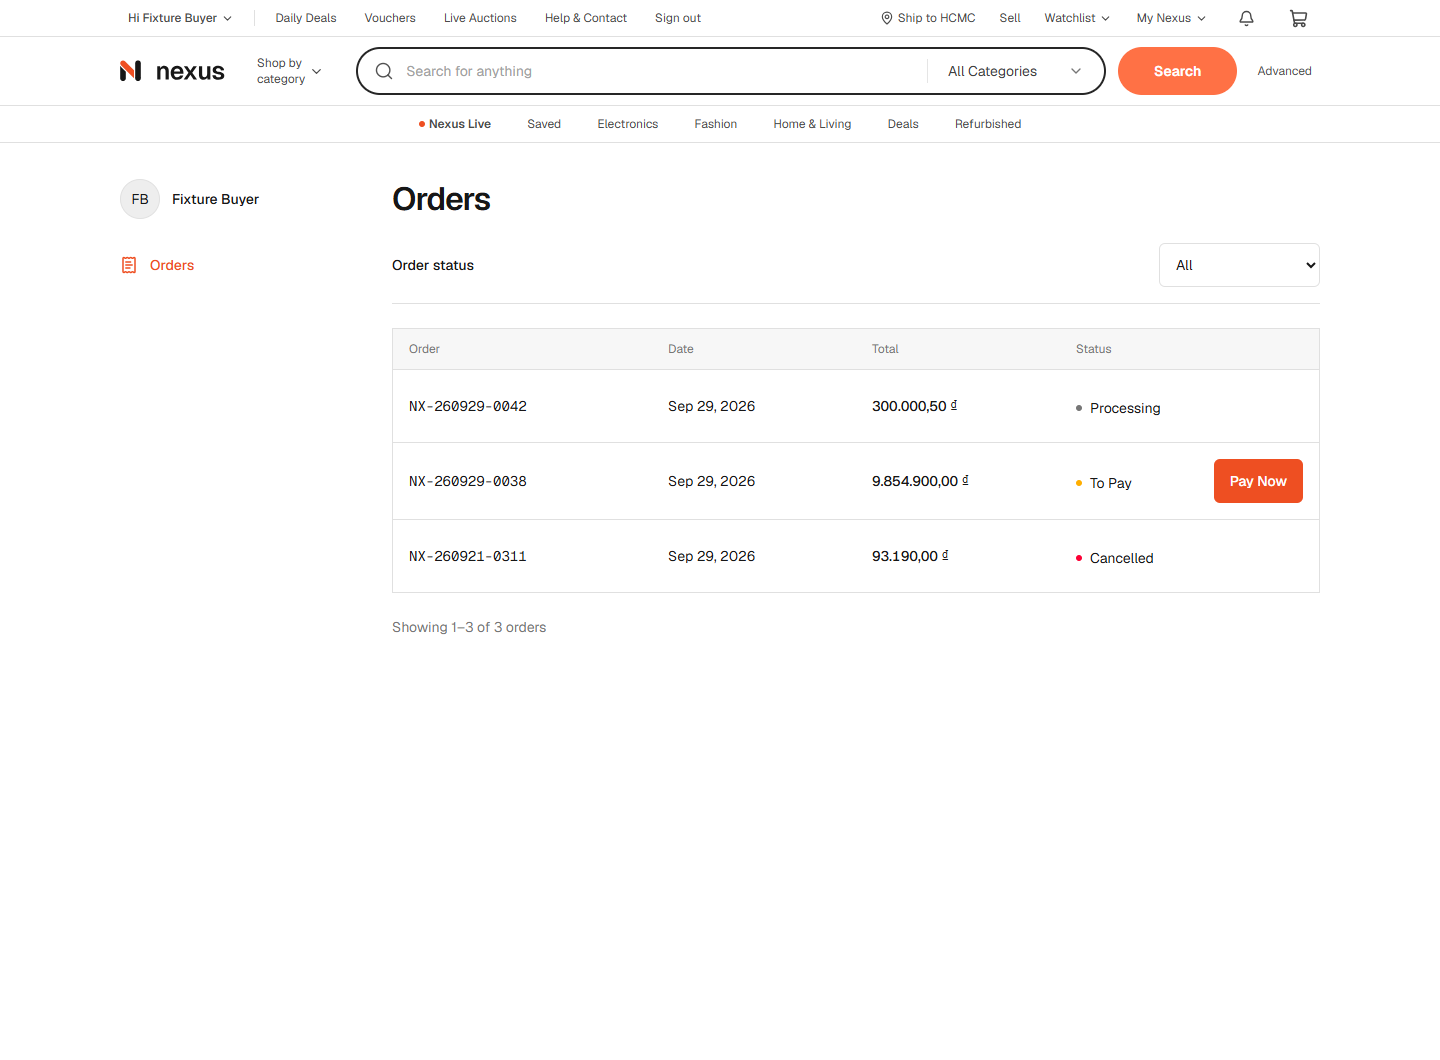 Hi Fixture Buyer
Daily Deals
Vouchers
Live Auctions
Help & Contact
Sign out
Ship to HCMC
Sell
Watchlist
My Nexus
nexus
Shop by
category
Search for anything
All Categories
Search
Advanced
Nexus Live
Saved
Electronics
Fashion
Home & Living
Deals
Refurbished
FB
Fixture Buyer
Orders
Orders
Order status
All
Order Date Total Status
NX-260929-0042 Sep 29, 2026 300.000,50 ₫ Processing
NX-260929-0038 Sep 29, 2026 9.854.900,00 ₫ To Pay Pay Now
NX-260921-0311 Sep 29, 2026 93.190,00 ₫ Cancelled
Showing 1–3 of 3 orders